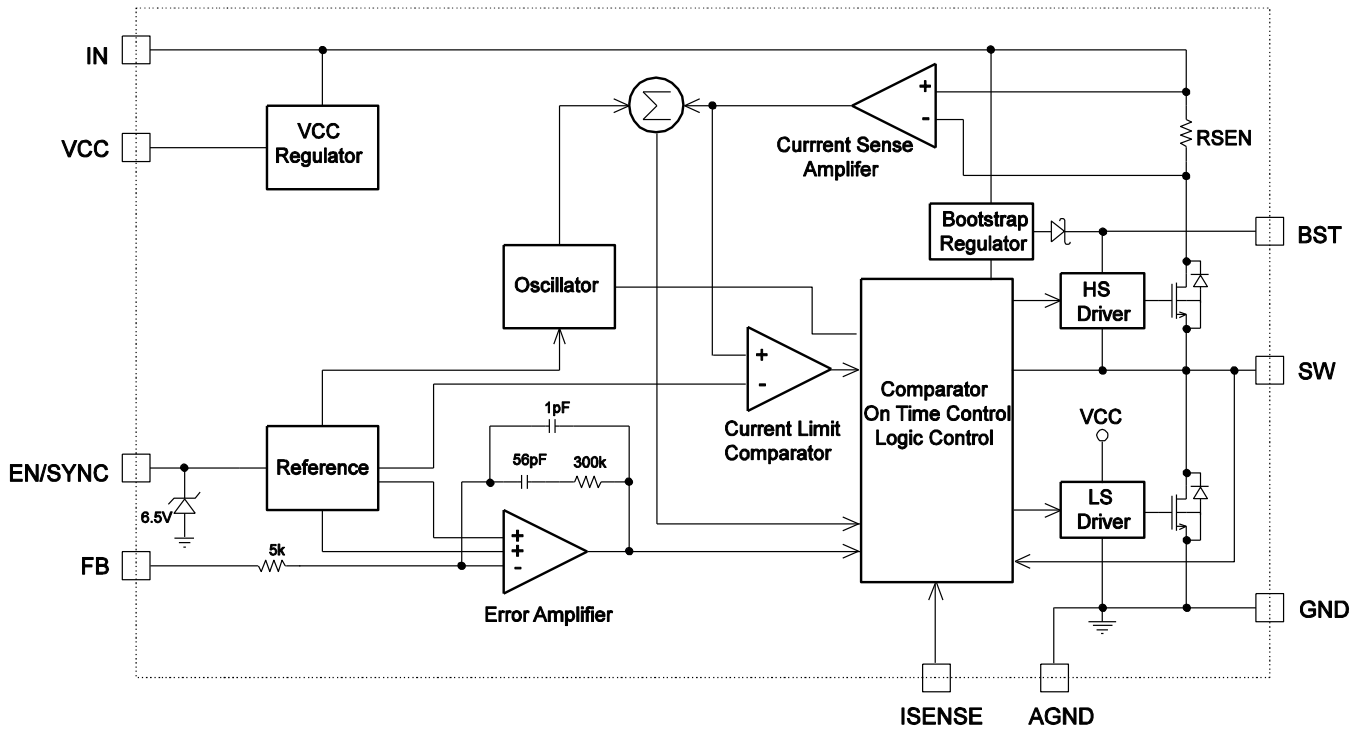 IN
VCC
Regulator
VCC
Σ
+
-
Currrent Sense
Amplifer
RSEN
Bootstrap
Regulator
BST
Oscillator
HS
Driver
+
-
Current Limit
Comparator
Comparator
On Time Control
Logic Control
SW
VCC
1pF
56pF
300k
Reference
EN/SYNC
6.5V
LS
Driver
FB
5k
+
+
-
Error Amplifier
GND
ISENSE
AGND